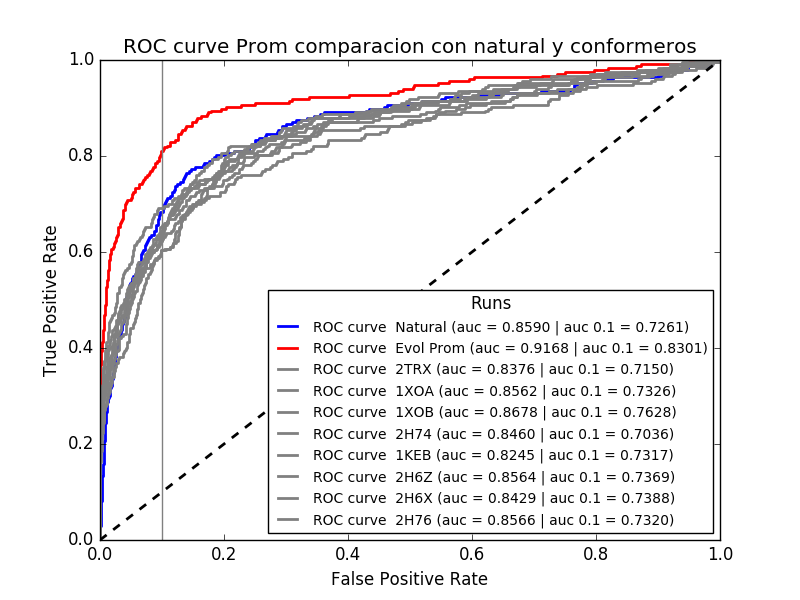 ROC curve Prom comparacion con natural y conformeros
1.0
0.8
0.6
0.4
0.2
0.0
True Positive Rate
Runs
ROC curve Natural (auc = 0.8590 | auc 0.1 = 0.7261)
ROC curve Evol Prom (auc = 0.9168 | auc 0.1 = 0.8301)
ROC curve 2TRX (auc = 0.8376 | auc 0.1 = 0.7150)
ROC curve 1XOA (auc = 0.8562 | auc 0.1 = 0.7326)
ROC curve 1XOB (auc = 0.8678 | auc 0.1 = 0.7628)
ROC curve 2H74 (auc = 0.8460 | auc 0.1 = 0.7036)
ROC curve 1KEB (auc = 0.8245 | auc 0.1 = 0.7317)
ROC curve 2H6Z (auc = 0.8564 | auc 0.1 = 0.7369)
ROC curve 2H6X (auc = 0.8429 | auc 0.1 = 0.7388)
ROC curve 2H76 (auc = 0.8566 | auc 0.1 = 0.7320)
0.0 0.2 0.4 0.6 0.8 1.0
False Positive Rate